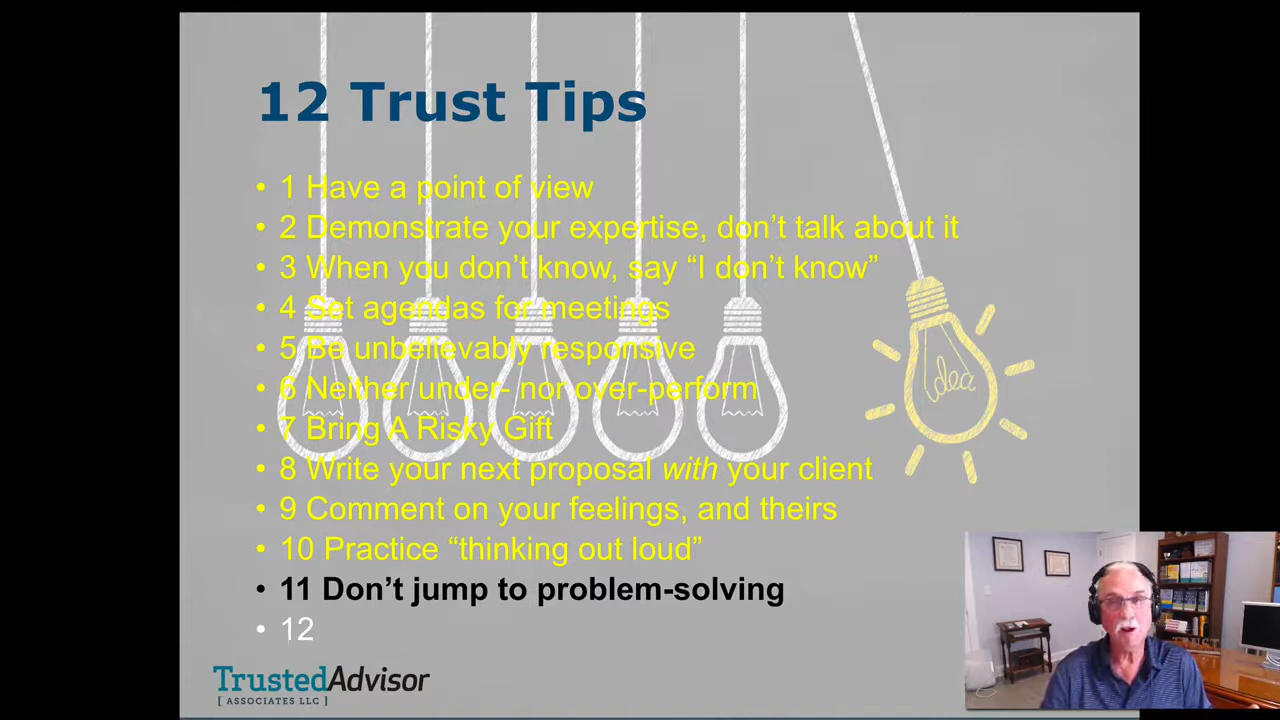 12 Trust Tips
• 1 Have a point of view
• 2 Demonstrate your expertise, don’t talk about it
• 3 When you don’t know, say “I don’t know”
• 4 Set agendas for meetings
• 5 Be unbelievably responsive
• 6 Neither under- nor over-perform
• 7 Bring A Risky Gift
• 8 Write your next proposal with your client
• 9 Comment on your feelings, and theirs
• 10 Practice “thinking out loud”
• 11 Don’t jump to problem-solving
• 12
idea
TrustedAdvisor
[ ASSOCIATES LLC ]
TRUST